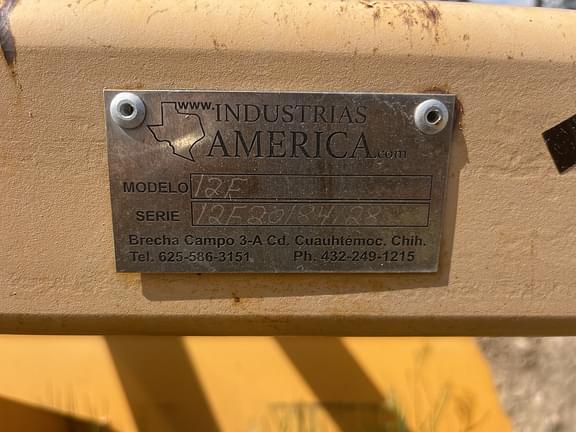 www.INDUSTRIAS
AMERICA.com
MODELO 12F
SERIE 12F20184128
Brecha Campo 3-A Cd. Cuauhtémoc, Chih.
Tel. 625-586-3151 Ph. 432-249-1215